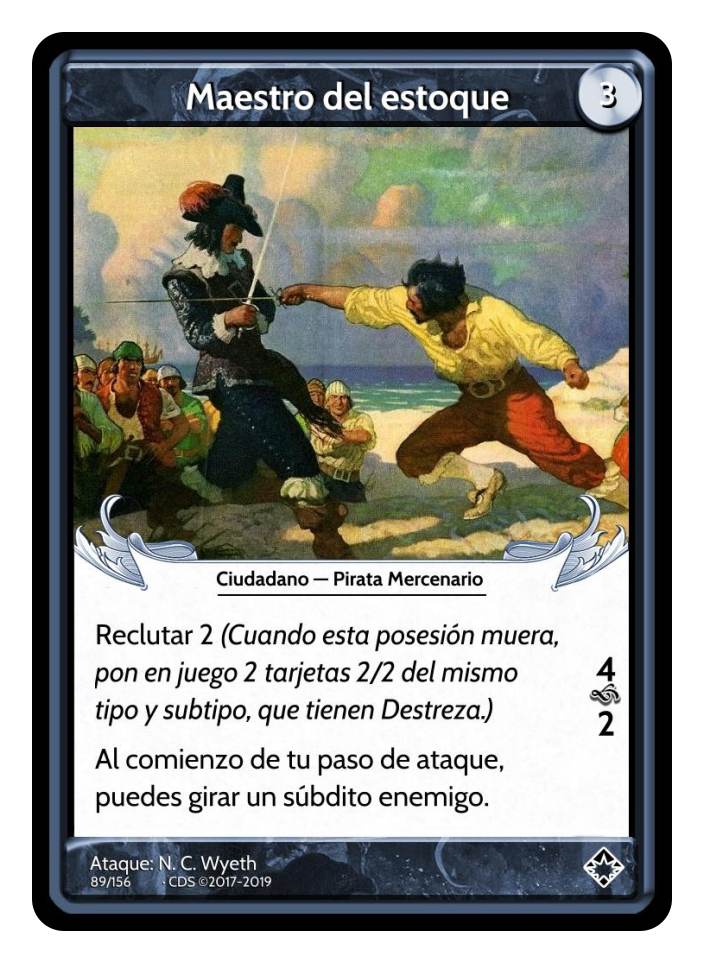 Maestro del estoque
3
Ciudadano — Pirata Mercenario
Reclutar 2 (Cuando esta posesión muera,
pon en juego 2 tarjetas 2/2 del mismo
tipo y subtipo, que tienen Destreza.)
4
2
Al comienzo de tu paso de ataque,
puedes girar un súbdito enemigo.
Ataque: N. C. Wyeth
89/156 · CDS ©2017-2019